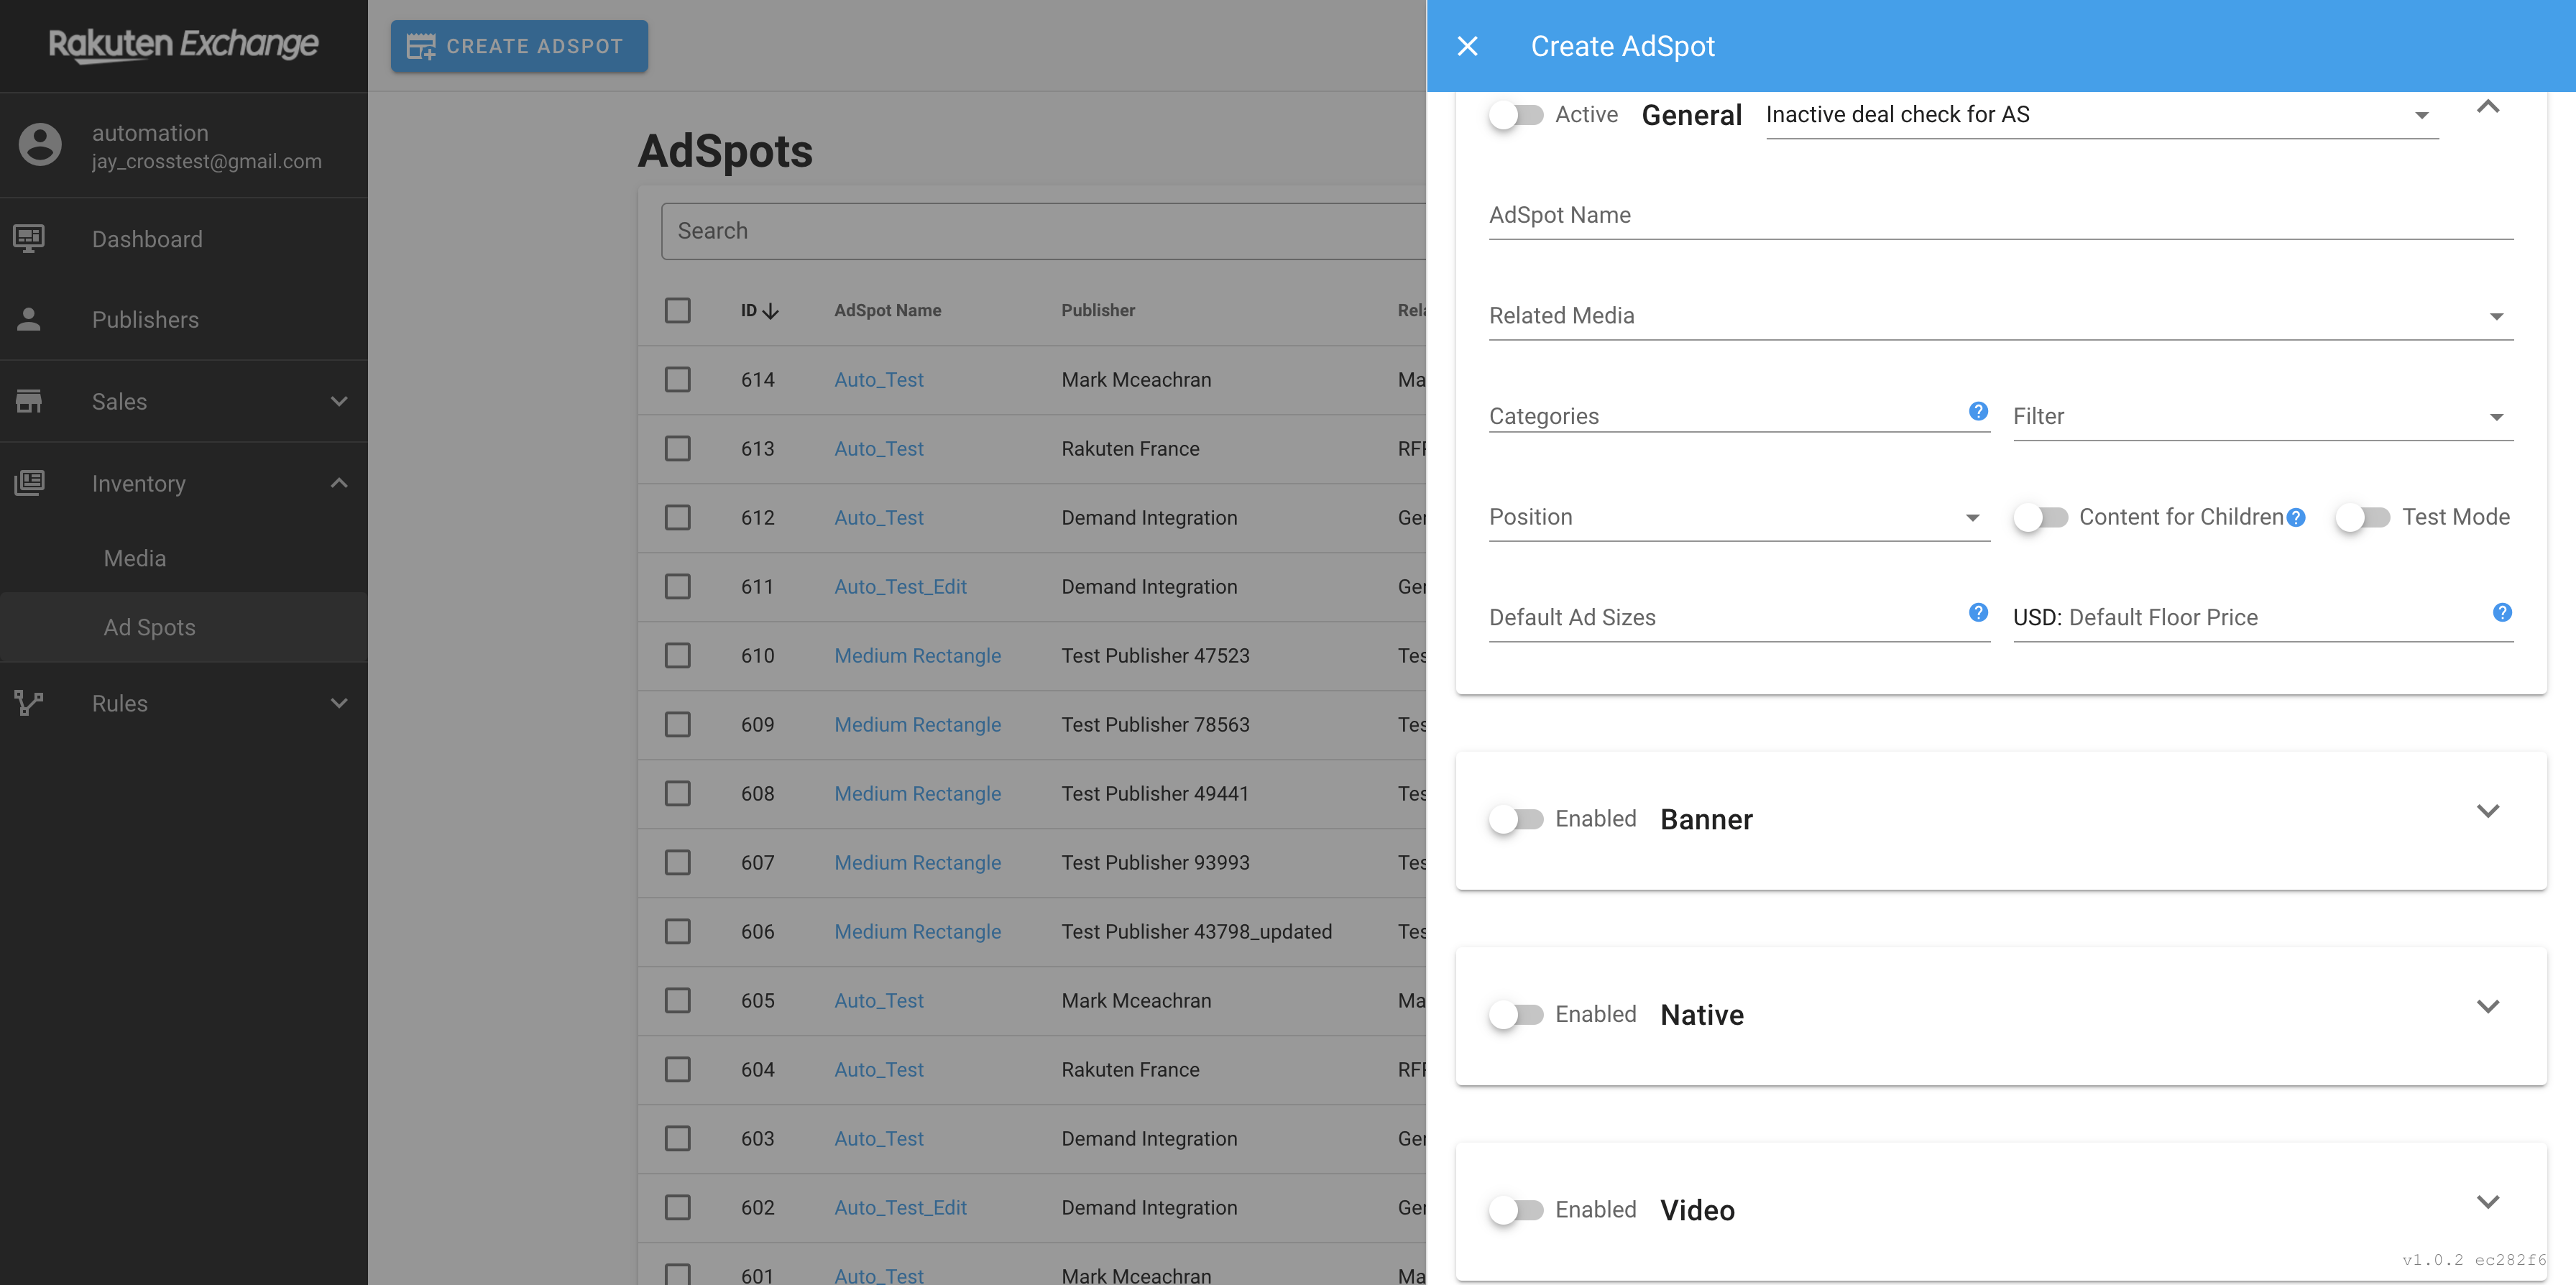 Rakuten Exchange
automation
jay_crosstest@gmail.com
Dashboard
Publishers
Sales
Inventory
Media
Ad Spots
Rules
CREATE ADSPOT
AdSpots
Search
ID AdSpot Name Publisher
614 Auto_Test Mark Mceachran Ma
613 Auto_Test Rakuten France
612 Auto_Test Demand Integration
611 Auto_Test_Edit Demand Integration
610 Medium Rectangle Test Publisher 47523 Tes
609 Medium Rectangle Test Publisher 78563 Tes
608 Medium Rectangle Test Publisher 49441 Tes
607 Medium Rectangle Test Publisher 93993 Tes
606 Medium Rectangle Test Publisher 43798_updated Tes
605 Auto_Test Mark Mceachran Ma
604 Auto_Test Rakuten France
603 Auto_Test Demand Integration
602 Auto_Test_Edit Demand Integration
601 Auto_Test Mark Mceachran Ma
Create AdSpot
Active General Inactive deal check for AS
AdSpot Name
Related Media
Categories ? Filter
Position Content for Children ? Test Mode
Default Ad Sizes ? USD: Default Floor Price ?
Enabled Banner
Enabled Native
Enabled Video
v1.0.2 ec282f6